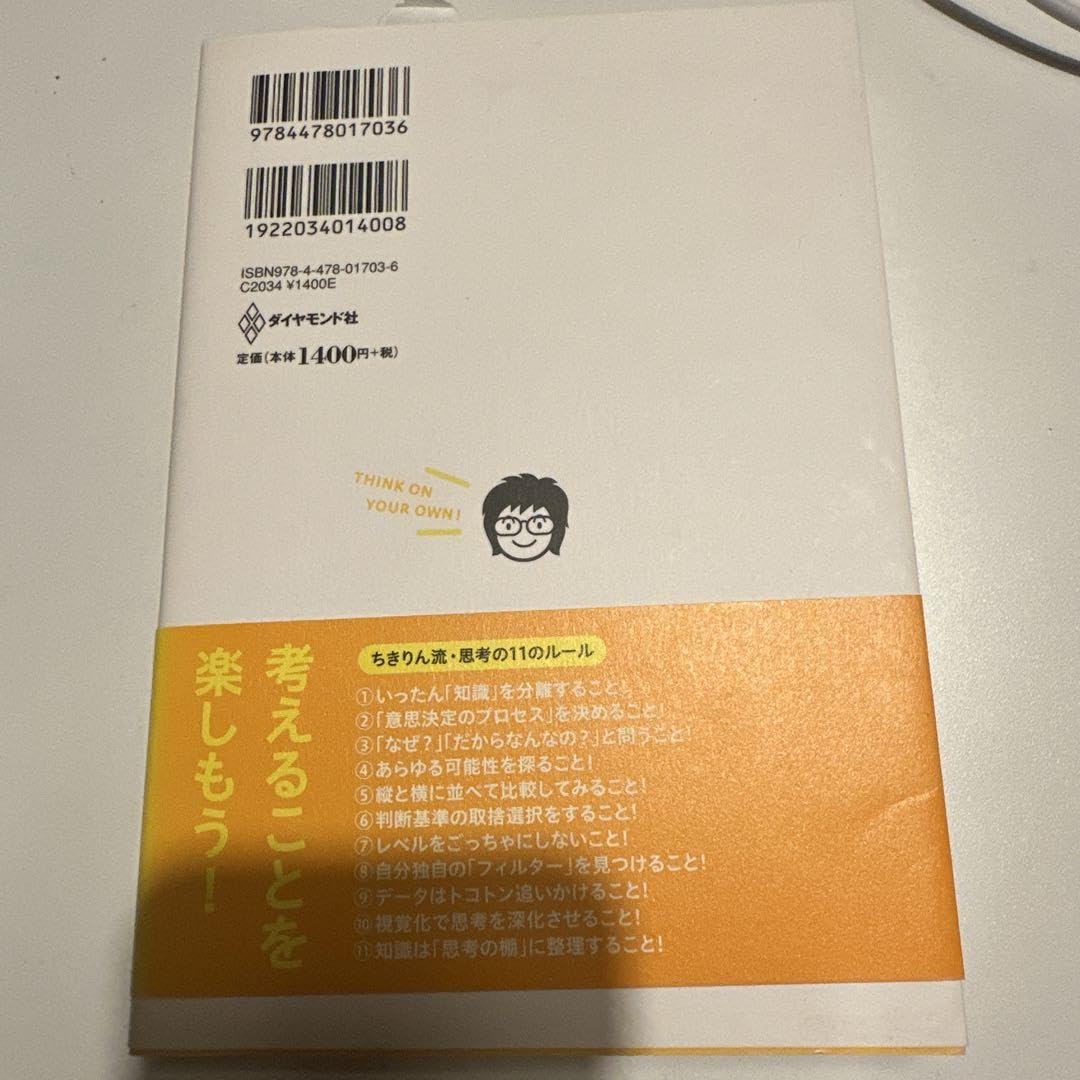 9784478017036
1922034014008
ISBN978-4-478-01703-6
C2034 ¥1400E
ダイヤモンド社
定価(本体1400円+税)
THINK ON
YOUR OWN!
考えることを
楽しもう!
ちきりん流・思考の11のルール
①いったん「知識」を分離すること!
②「意思決定のプロセス」を決めること!
③「なぜ?」「だからなんなの?」と問うこと!
④あらゆる可能性を探ること!
⑤縦と横に並べて比較してみること!
⑥判断基準の取捨選択をすること!
⑦レベルをごっちゃにしないこと!
⑧自分独自の「フィルター」を見つけること!
⑨データはトコトン追いかけること!
⑩視覚化で思考を深化させること!
⑪知識は「思考の棚」に整理すること!